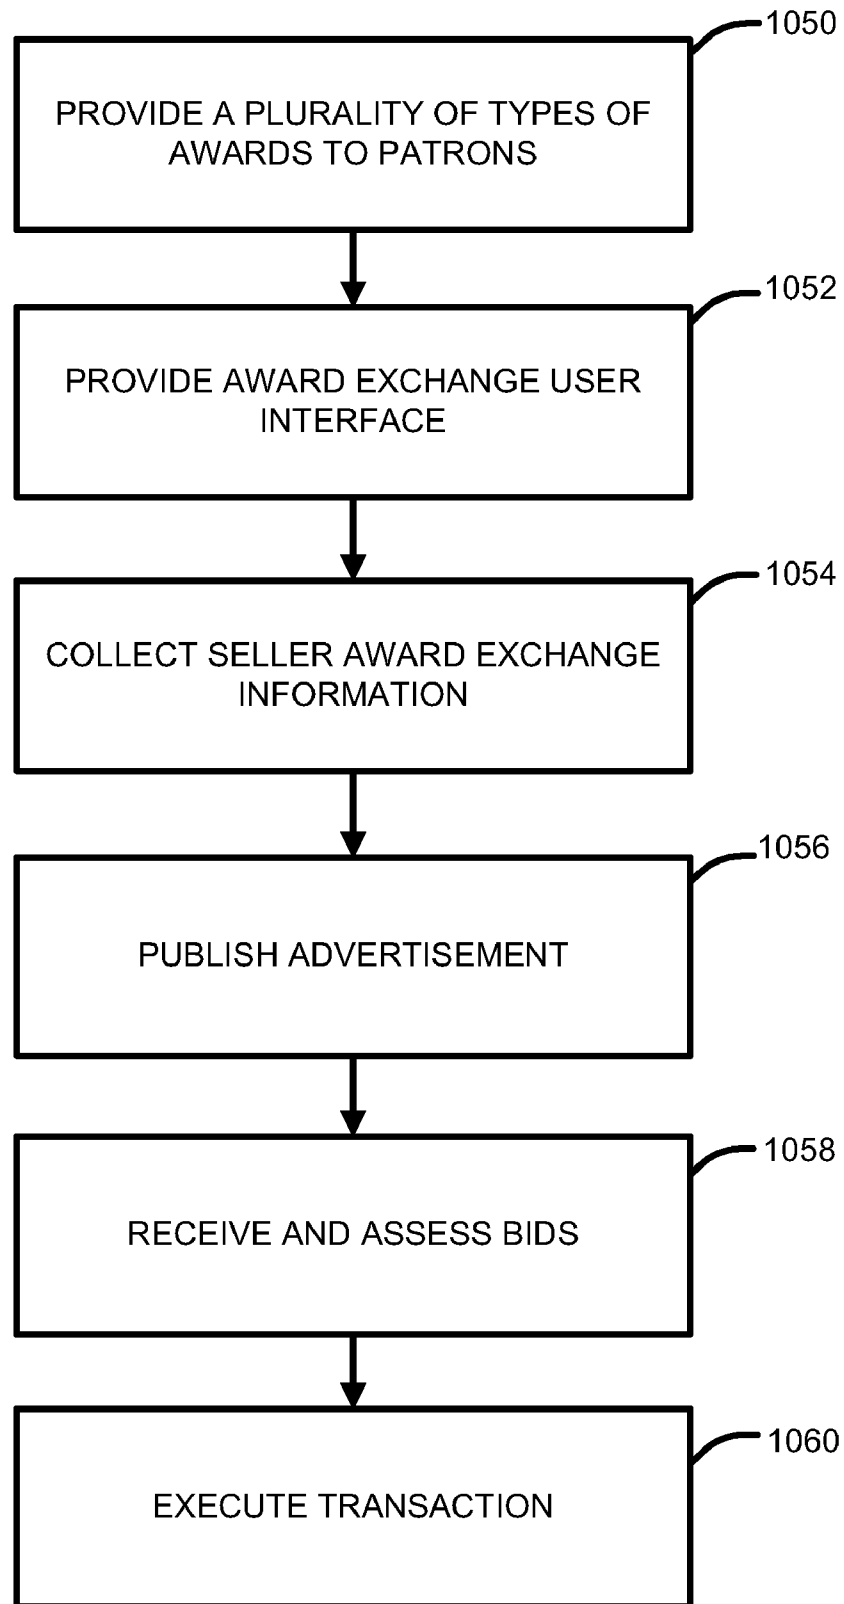 1050
PROVIDE A PLURALITY OF TYPES OF
AWARDS TO PATRONS
1052
PROVIDE AWARD EXCHANGE USER
INTERFACE
1054
COLLECT SELLER AWARD EXCHANGE
INFORMATION
1056
PUBLISH ADVERTISEMENT
1058
RECEIVE AND ASSESS BIDS
1060
EXECUTE TRANSACTION